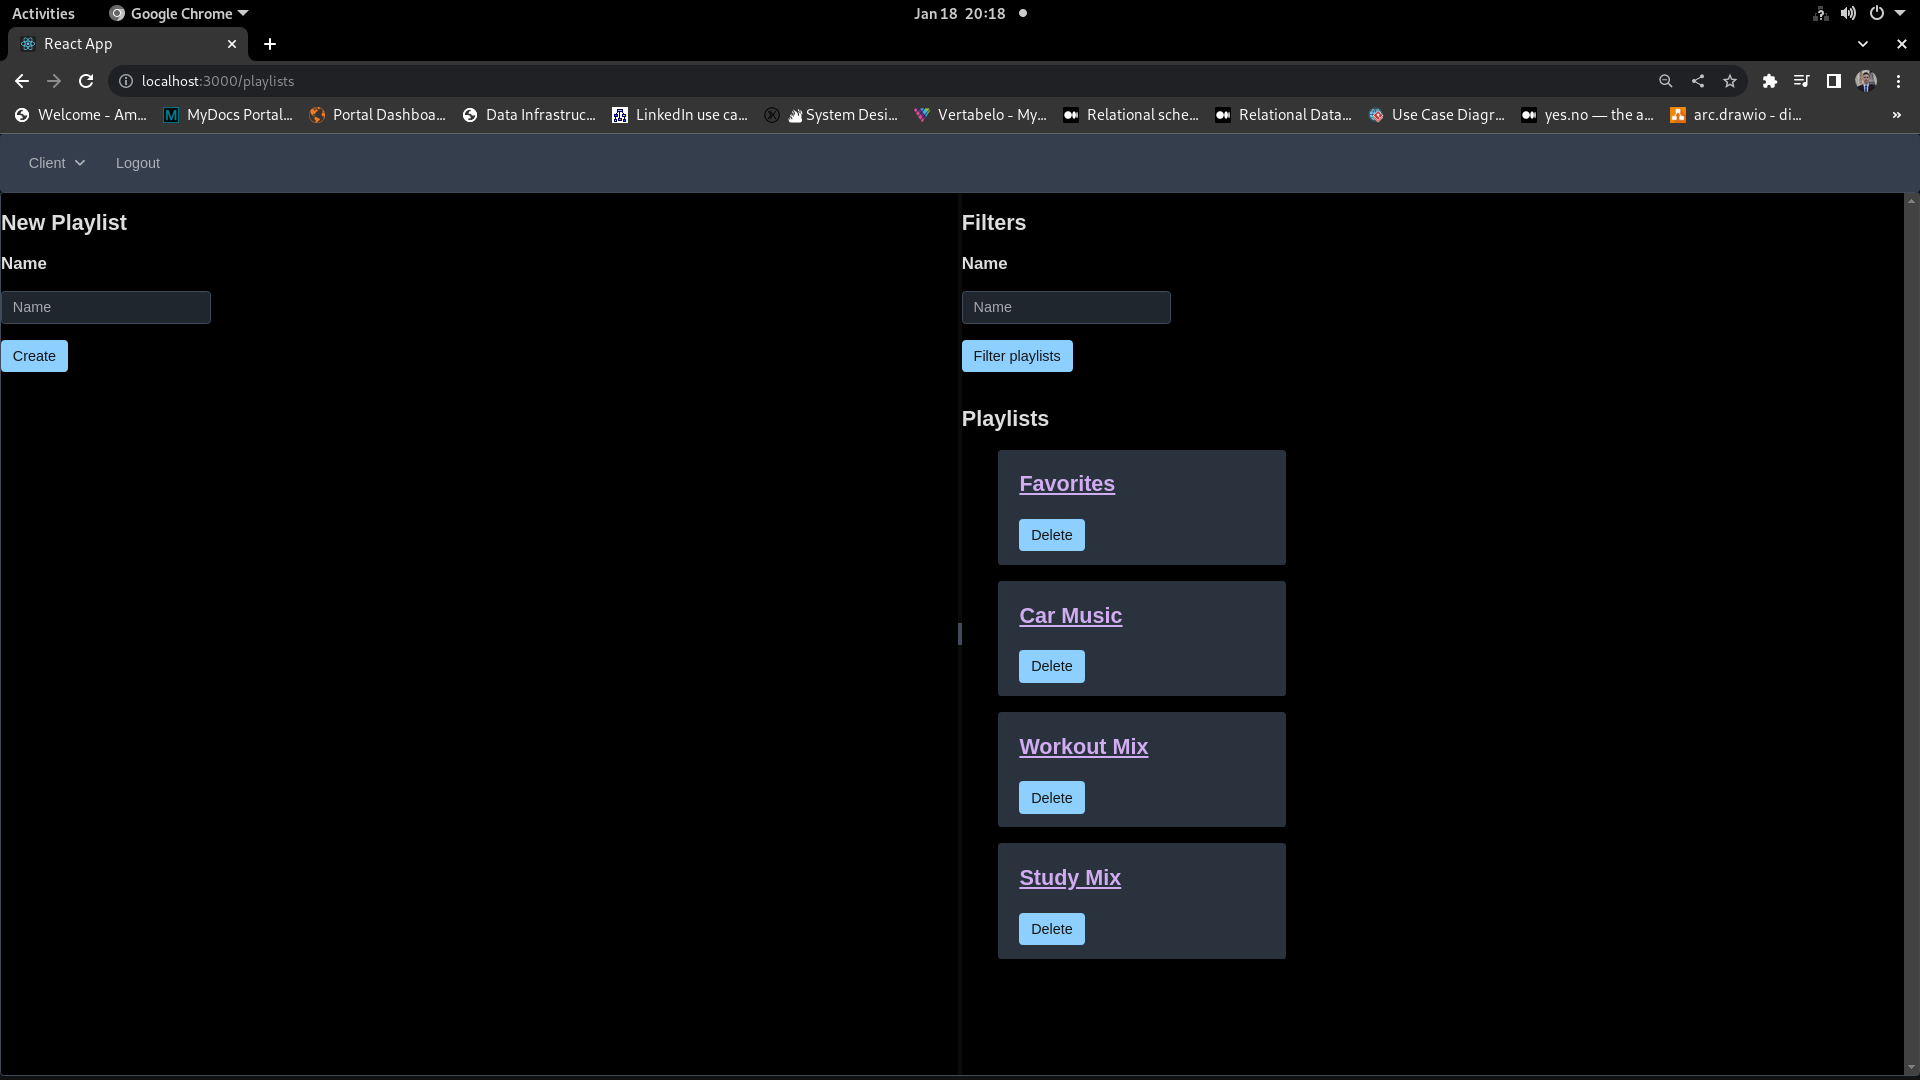 Activities
Google Chrome
Jan 18 20:18
React App
localhost:3000/playlists
Welcome - Am...
MyDocs Portal...
Portal Dashboa...
Data Infrastruc...
LinkedIn use ca...
System Desi...
Vertabelo - My...
Relational sche...
Relational Data...
Use Case Diagr...
yes.no — the a...
arc.drawio - di...
»
Client
Logout
New Playlist
Name
Name
Create
Filters
Name
Name
Filter playlists
Playlists
Favorites
Delete
Car Music
Delete
Workout Mix
Delete
Study Mix
Delete